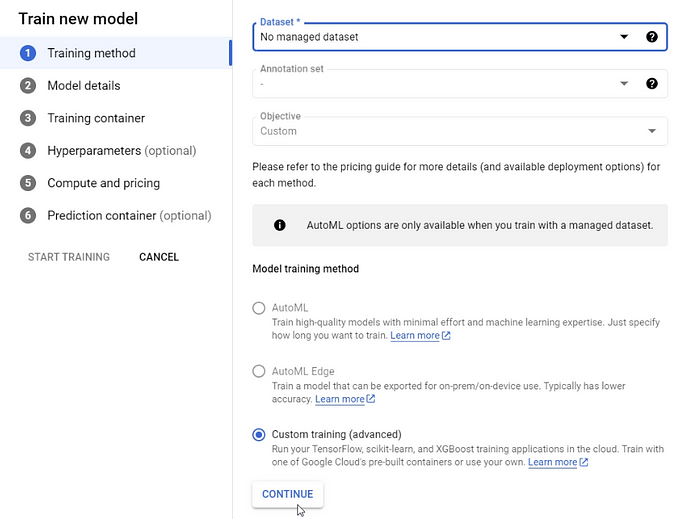 Train new model
1 Training method
2 Model details
3 Training container
4 Hyperparameters (optional)
5 Compute and pricing
6 Prediction container (optional)
START TRAINING CANCEL
Dataset *
No managed dataset
Annotation set
-
Objective
Custom
Please refer to the pricing guide for more details (and available deployment options) for
each method.
AutoML options are only available when you train with a managed dataset.
Model training method
AutoML
Train high-quality models with minimal effort and machine learning expertise. Just specify
how long you want to train. Learn more
AutoML Edge
Train a model that can be exported for on-prem/on-device use. Typically has lower
accuracy. Learn more
Custom training (advanced)
Run your TensorFlow, scikit-learn, and XGBoost training applications in the cloud. Train with
one of Google Cloud's pre-built containers or use your own. Learn more
CONTINUE